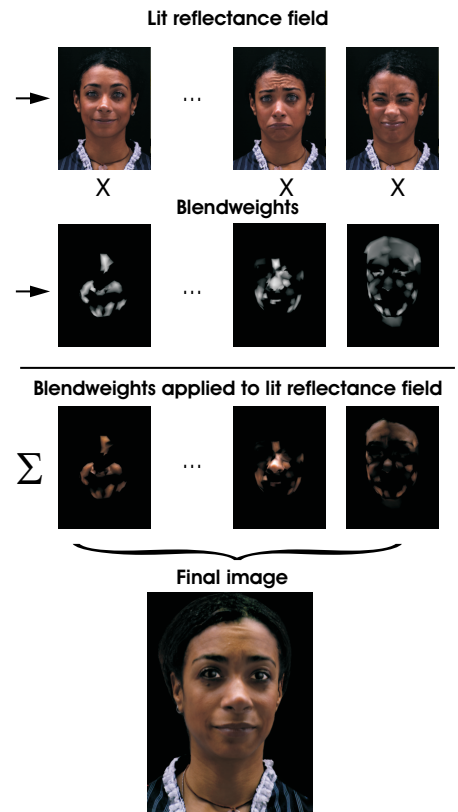 Lit reflectance field
...
X X X
Blendweights
...
Blendweights applied to lit reflectance field
∑ ...
Final image